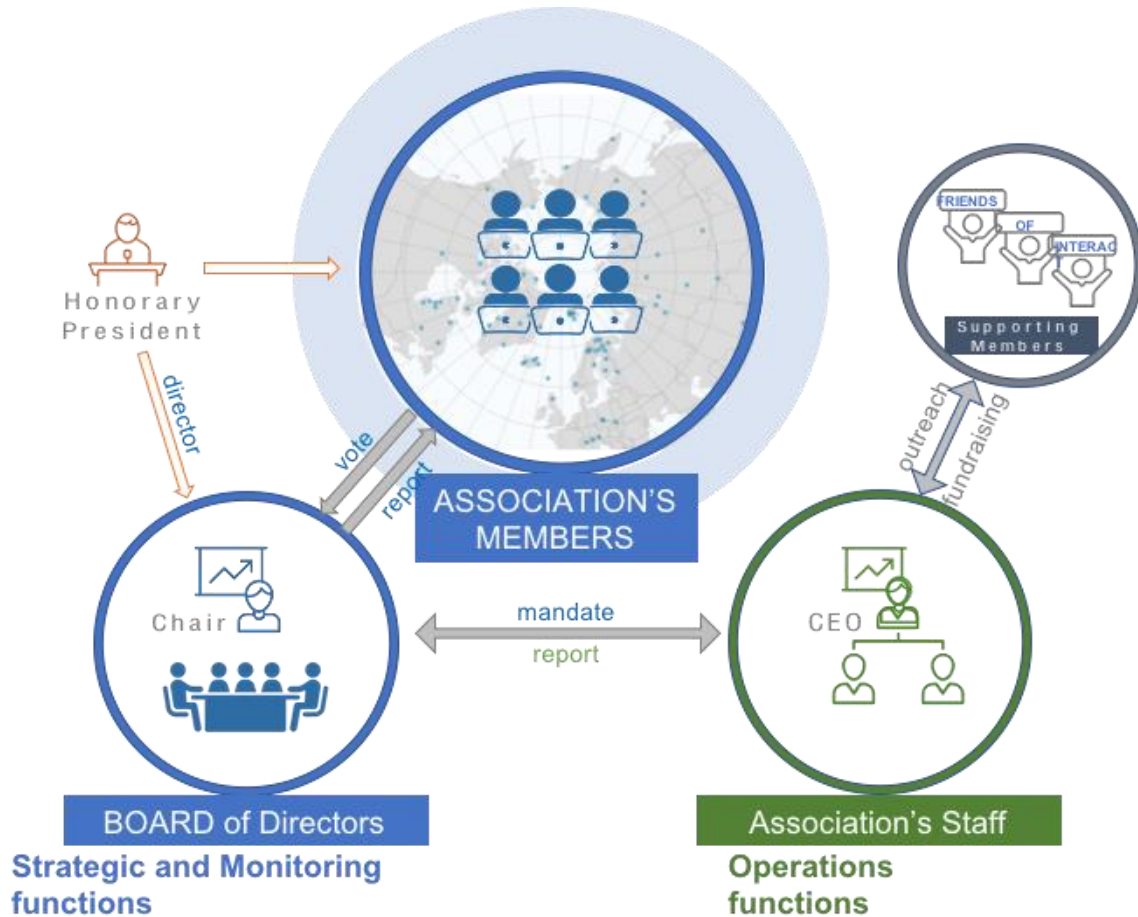 FRIENDS
OF
INTERAC
T
Supporting
Members
Honorary
President
director
vote
report
ASSOCIATION'S
MEMBERS
outreach
fundraising
Chair
mandate
report
CEO
BOARD of Directors
Association's Staff
Strategic and Monitoring
functions
Operations
functions